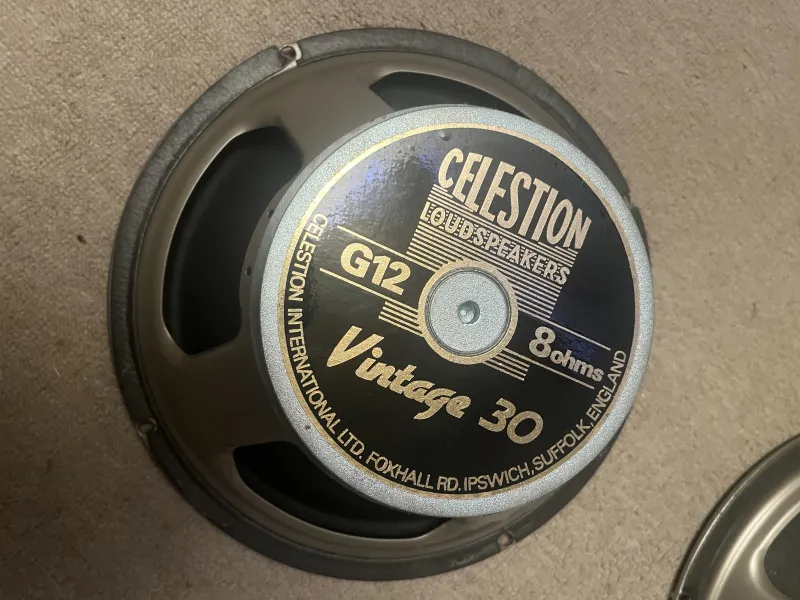 CELESTION
LOUDSPEAKERS
G12
8ohms
Vintage 30
CELESTION INTERNATIONAL LTD. FOXHALL RD. IPSWICH, SUFFOLK, ENGLAND